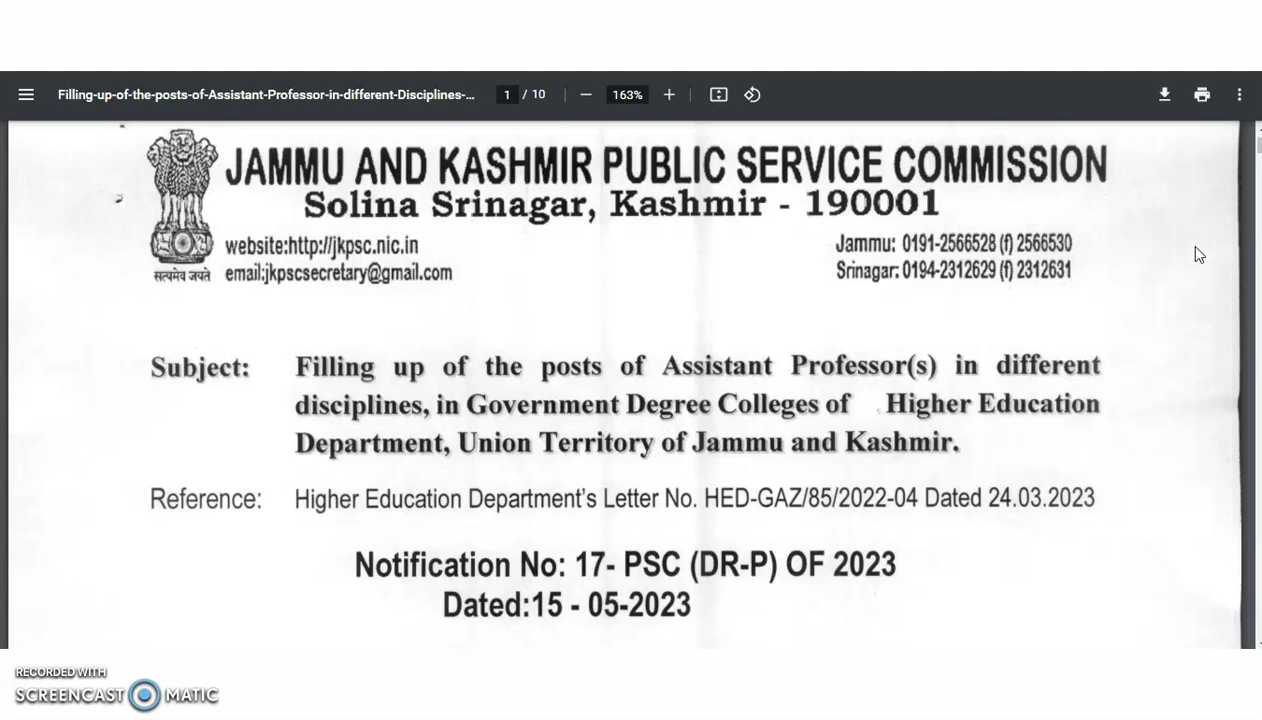 Filling-up-of-the-posts-of-Assistant-Professor-in-different-Disciplines-... 1 / 10 163%
JAMMU AND KASHMIR PUBLIC SERVICE COMMISSION
Solina Srinagar, Kashmir - 190001
website:http://jkpsc.nic.in
Jammu: 0191-2566528 (f) 2566530
सत्यमेव जयते email:jkpscsecretary@gmail.com
Srinagar: 0194-2312629 (f) 2312631
Subject: Filling up of the posts of Assistant Professor(s) in different
disciplines, in Government Degree Colleges of Higher Education
Department, Union Territory of Jammu and Kashmir.
Reference: Higher Education Department's Letter No. HED-GAZ/85/2022-04 Dated 24.03.2023
Notification No: 17- PSC (DR-P) OF 2023
Dated:15 - 05-2023
RECORDED WITH
SCREENCAST MATIC